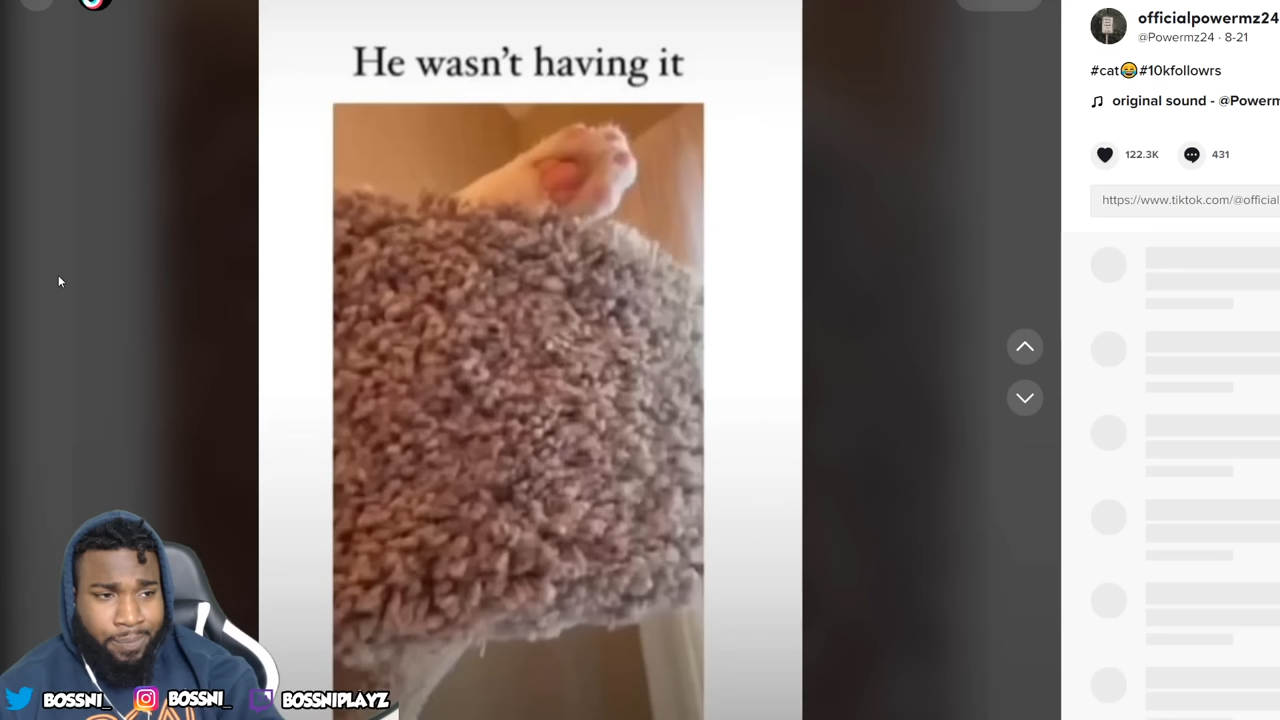 He wasn't having it
officialpowermz24
@Powermz24 · 8-21
#cat😂#10kfollowrs
original sound - @Powerm
122.3K
431
https://www.tiktok.com/@official
BOSSNI_
BOSSNI_
BOSSNIPLAYZ